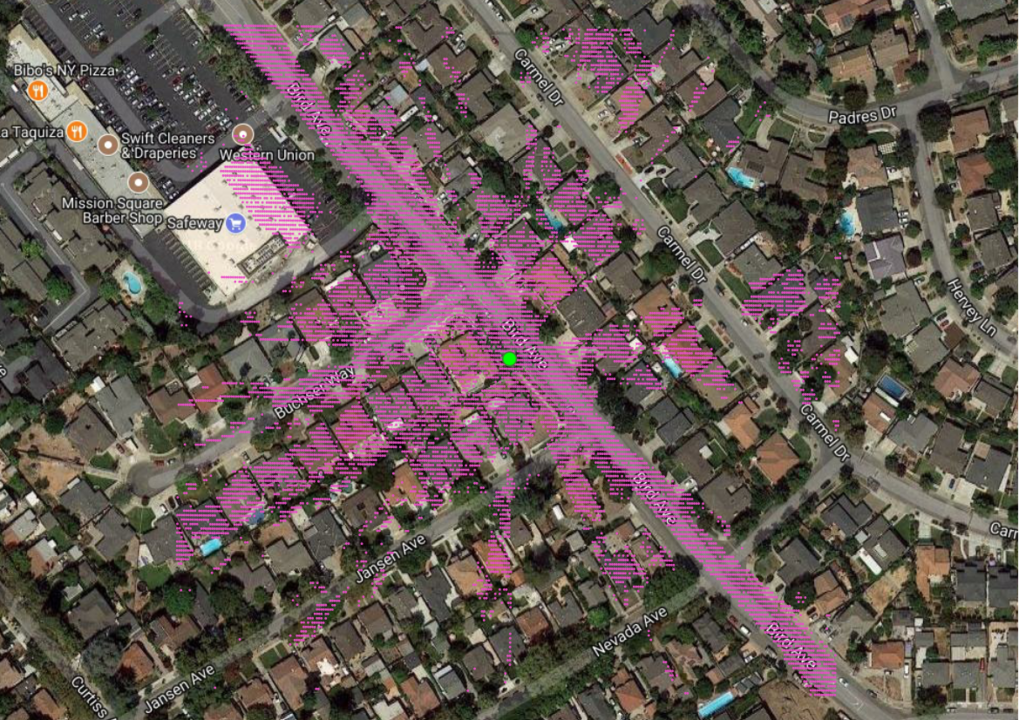 Bibo's NY Pizza
a Taquiza
Swift Cleaners
& Draperies
Western Union
Mission Square
Barber Shop
Safeway
Bird Ave
Carmel Dr
Padres Dr
Carmel Dr
Hervey Ln
Bird Ave
Buchser Way
Carmel Dr
Bird Ave
Carr
Jansen Ave
Nevada Ave
Bird Ave
Jansen Ave
Curtiss